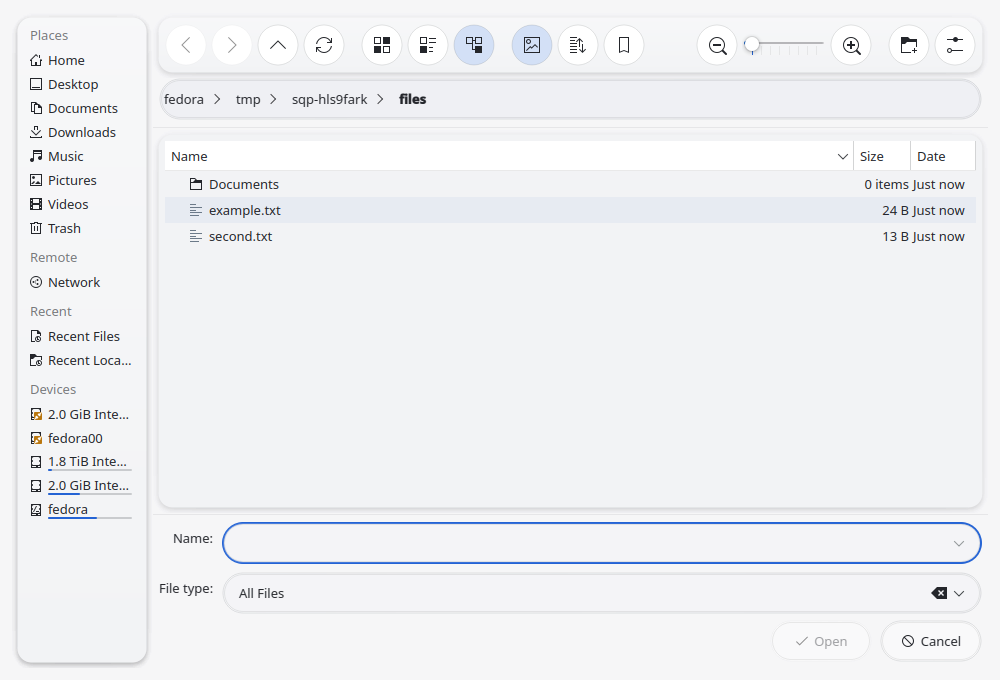 Places
Home
Desktop
Documents
Downloads
Music
Pictures
Videos
Trash
Remote
Network
Recent
Recent Files
Recent Loca...
Devices
2.0 GiB Inte...
fedora00
1.8 TiB Inte...
2.0 GiB Inte...
fedora
fedora tmp sqp-hls9fark files
Name Size Date
Documents 0 items Just now
example.txt 24 B Just now
second.txt 13 B Just now
Name:
File type: All Files
Open Cancel